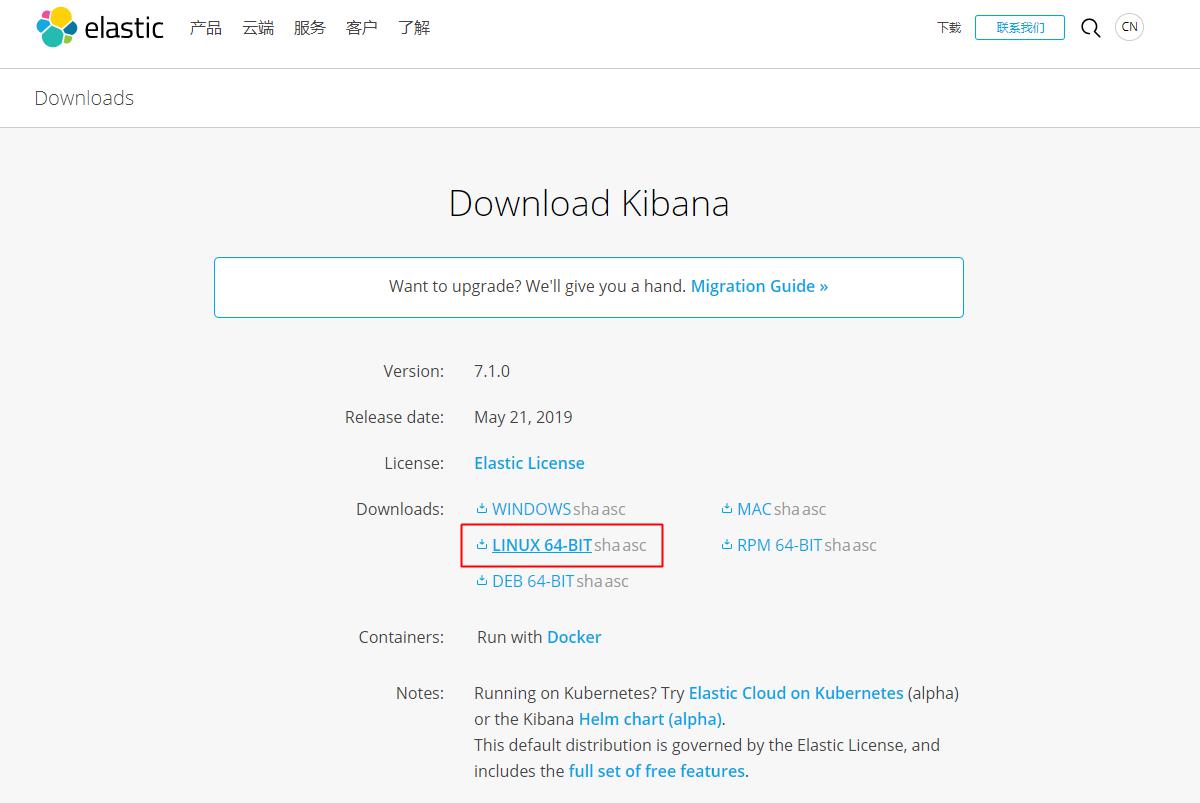 elastic 产品 云端 服务 客户 了解 下载 联系我们 CN
Downloads
Download Kibana
Want to upgrade? We'll give you a hand. Migration Guide »
Version: 7.1.0
Release date: May 21, 2019
License: Elastic License
Downloads: WINDOWS sha asc MAC sha asc
LINUX 64-BIT sha asc RPM 64-BIT sha asc
DEB 64-BIT sha asc
Containers: Run with Docker
Notes: Running on Kubernetes? Try Elastic Cloud on Kubernetes (alpha)
or the Kibana Helm chart (alpha).
This default distribution is governed by the Elastic License, and
includes the full set of free features.